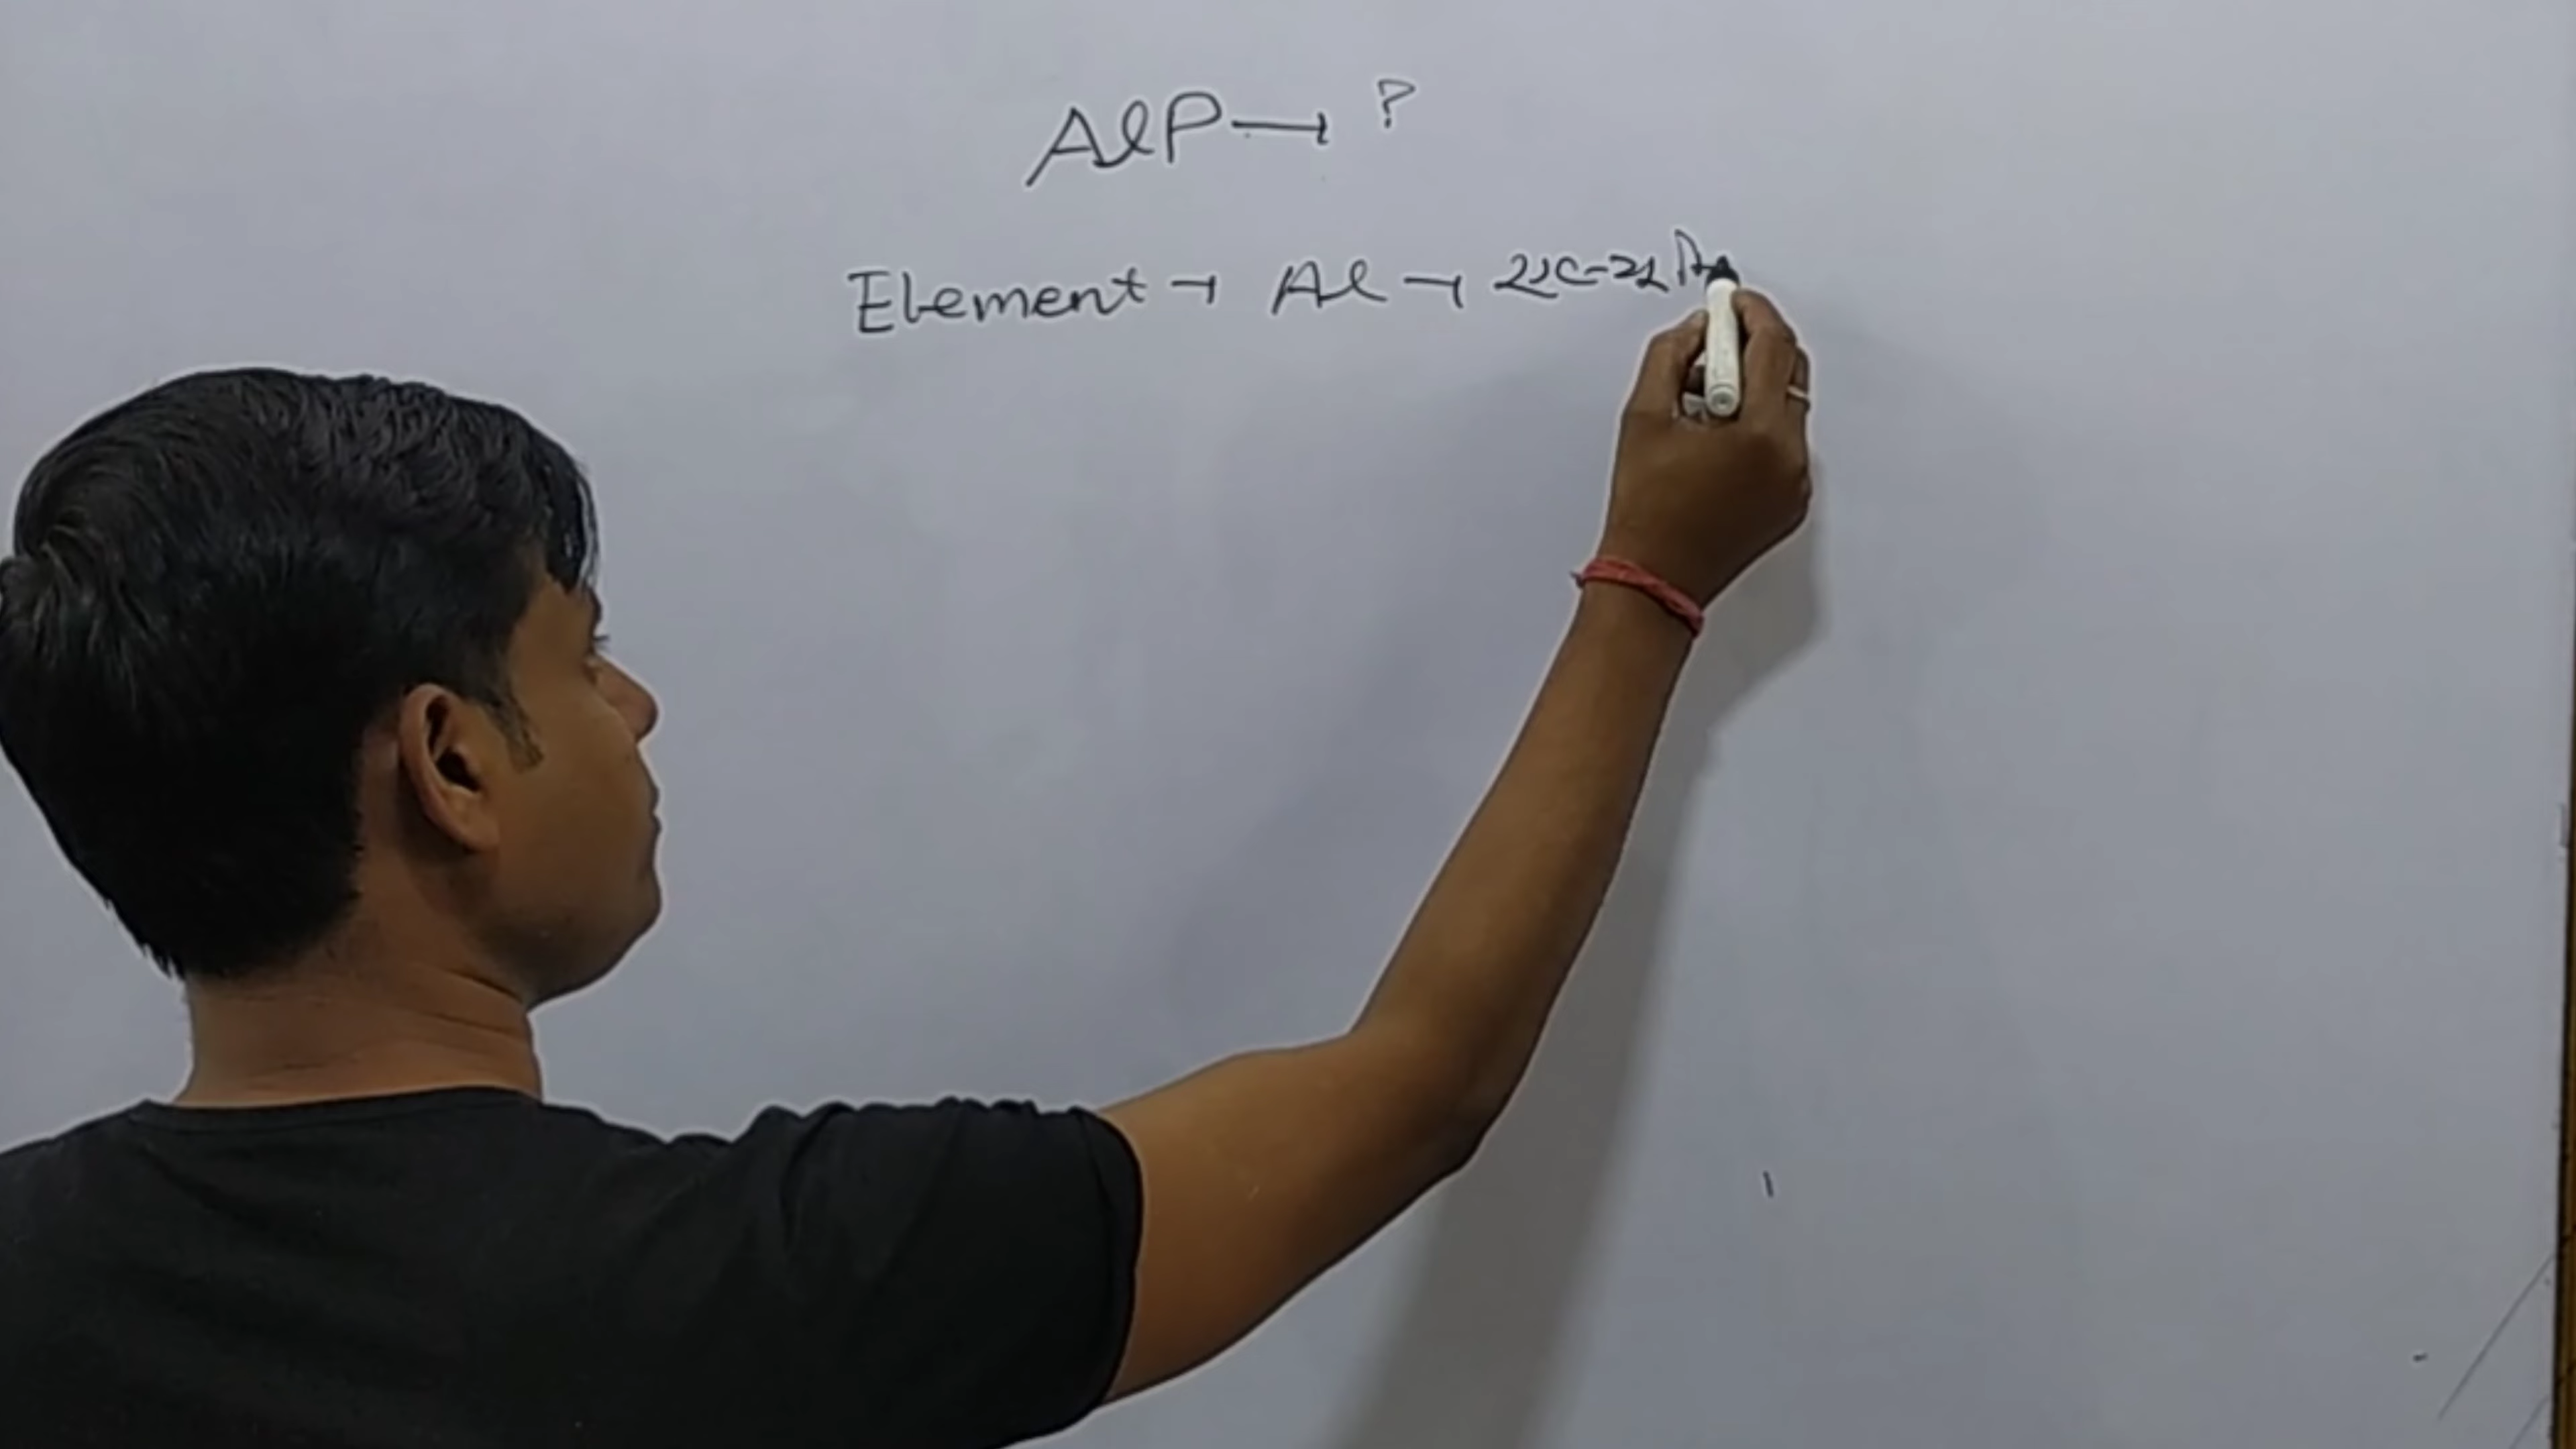 AlP → ?
Element → Al →